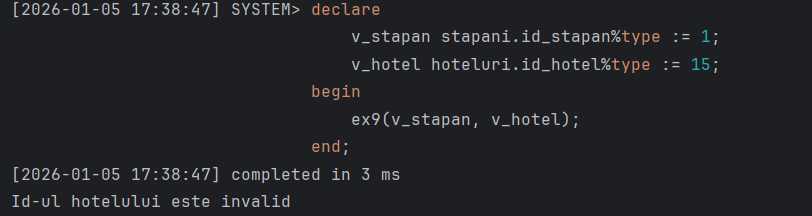 [2026-01-05 17:38:47] SYSTEM> declare
v_stapan stapani.id_stapan%type := 1;
v_hotel hoteluri.id_hotel%type := 15;
begin
ex9(v_stapan, v_hotel);
end;
[2026-01-05 17:38:47] completed in 3 ms
Id-ul hotelului este invalid